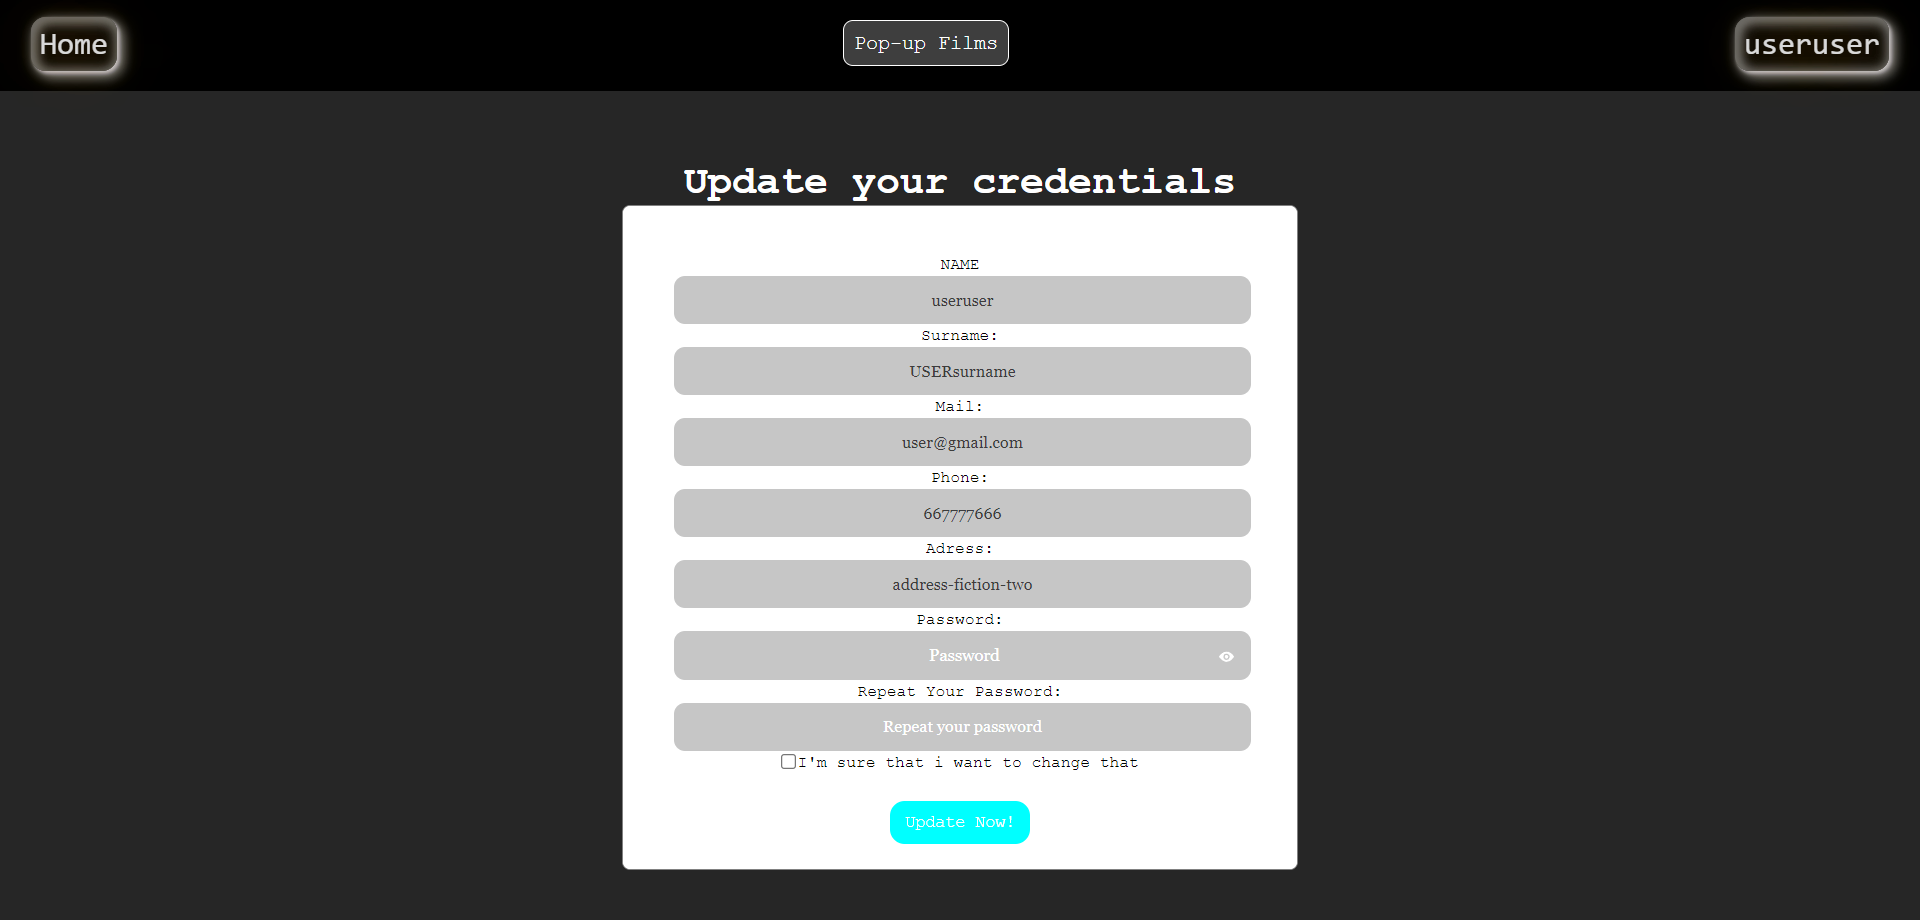 Home
Pop-up Films
useruser
Update your credentials
NAME
useruser
Surname:
USERsurname
Mail:
user@gmail.com
Phone:
667777666
Adress:
address-fiction-two
Password:
Password
Repeat Your Password:
Repeat your password
I'm sure that i want to change that
Update Now!